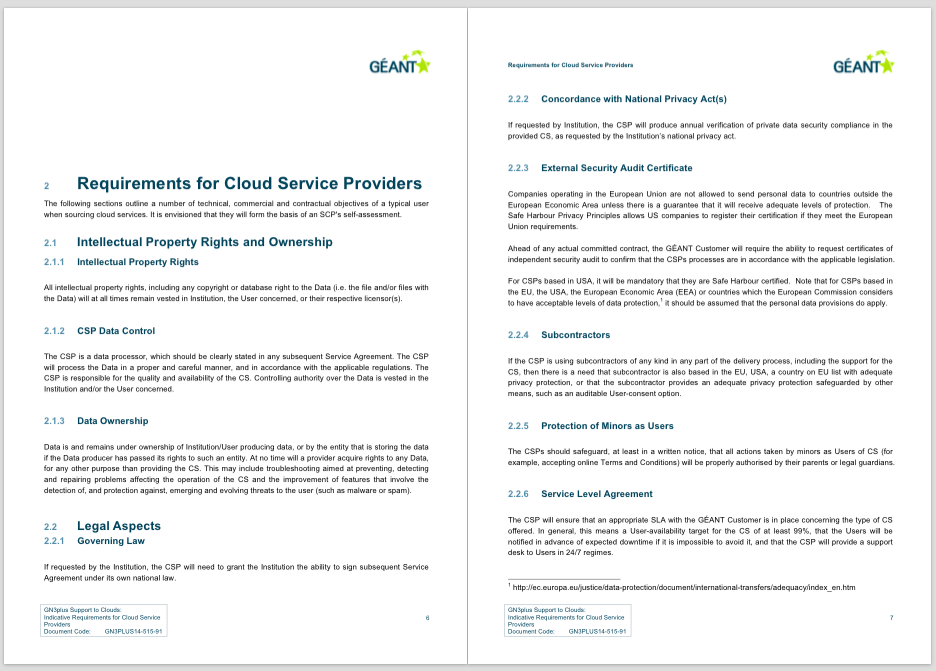 GÉANT
2 Requirements for Cloud Service Providers
The following sections outline a number of technical, commercial and contractual objectives of a typical user
when sourcing cloud services. It is envisioned that they will form the basis of an SCP's self-assessment.
2.1 Intellectual Property Rights and Ownership
2.1.1 Intellectual Property Rights
All intellectual property rights, including any copyright or database right to the Data (i.e. the file and/or files with
the Data) will at all times remain vested in Institution, the User concerned, or their respective licensor(s).
2.1.2 CSP Data Control
The CSP is a data processor, which should be clearly stated in any subsequent Service Agreement. The CSP
will process the Data in a proper and careful manner, and in accordance with the applicable regulations. The
CSP is responsible for the quality and availability of the CS. Controlling authority over the Data is vested in the
Institution and/or the User concerned.
2.1.3 Data Ownership
Data is and remains under ownership of Institution/User producing data, or by the entity that is storing the data
if the Data producer has passed its rights to such an entity. At no time will a provider acquire rights to any Data,
for any other purpose than providing the CS. This may include troubleshooting aimed at preventing, detecting
and repairing problems affecting the operation of the CS and the improvement of features that involve the
detection of, and protection against, emerging and evolving threats to the user (such as malware or spam).
2.2 Legal Aspects
2.2.1 Governing Law
If requested by the Institution, the CSP will need to grant the Institution the ability to sign subsequent Service
Agreement under its own national law.
GN3plus Support to Clouds:
Indicative Requirements for Cloud Service
Providers
Document Code: GN3PLUS14-515-91
6
Requirements for Cloud Service Providers
GÉANT
2.2.2 Concordance with National Privacy Act(s)
If requested by Institution, the CSP will produce annual verification of private data security compliance in the
provided CS, as requested by the Institution's national privacy act.
2.2.3 External Security Audit Certificate
Companies operating in the European Union are not allowed to send personal data to countries outside the
European Economic Area unless there is a guarantee that it will receive adequate levels of protection. The
Safe Harbour Privacy Principles allows US companies to register their certification if they meet the European
Union requirements.
Ahead of any actual committed contract, the GÉANT Customer will require the ability to request certificates of
independent security audit to confirm that the CSPs processes are in accordance with the applicable legislation.
For CSPs based in USA, it will be mandatory that they are Safe Harbour certified. Note that for CSPs based in
the EU, the USA, the European Economic Area (EEA) or countries which the European Commission considers
to have acceptable levels of data protection,1 it should be assumed that the personal data provisions do apply.
2.2.4 Subcontractors
If the CSP is using subcontractors of any kind in any part of the delivery process, including the support for the
CS, then there is a need that subcontractor is also based in the EU, USA, a country on EU list with adequate
privacy protection, or that the subcontractor provides an adequate privacy protection safeguarded by other
means, such as an auditable User-consent option.
2.2.5 Protection of Minors as Users
The CSPs should safeguard, at least in a written notice, that all actions taken by minors as Users of CS (for
example, accepting online Terms and Conditions) will be properly authorised by their parents or legal guardians.
2.2.6 Service Level Agreement
The CSP will ensure that an appropriate SLA with the GÉANT Customer is in place concerning the type of CS
offered. In general, this means a User-availability target for the CS of at least 99%, that the Users will be
notified in advance of expected downtime if it is impossible to avoid it, and that the CSP will provide a support
desk to Users in 24/7 regimes.
1 http://ec.europa.eu/justice/data-protection/document/international-transfers/adequacy/index_en.htm
GN3plus Support to Clouds:
Indicative Requirements for Cloud Service
Providers
Document Code: GN3PLUS14-515-91
7